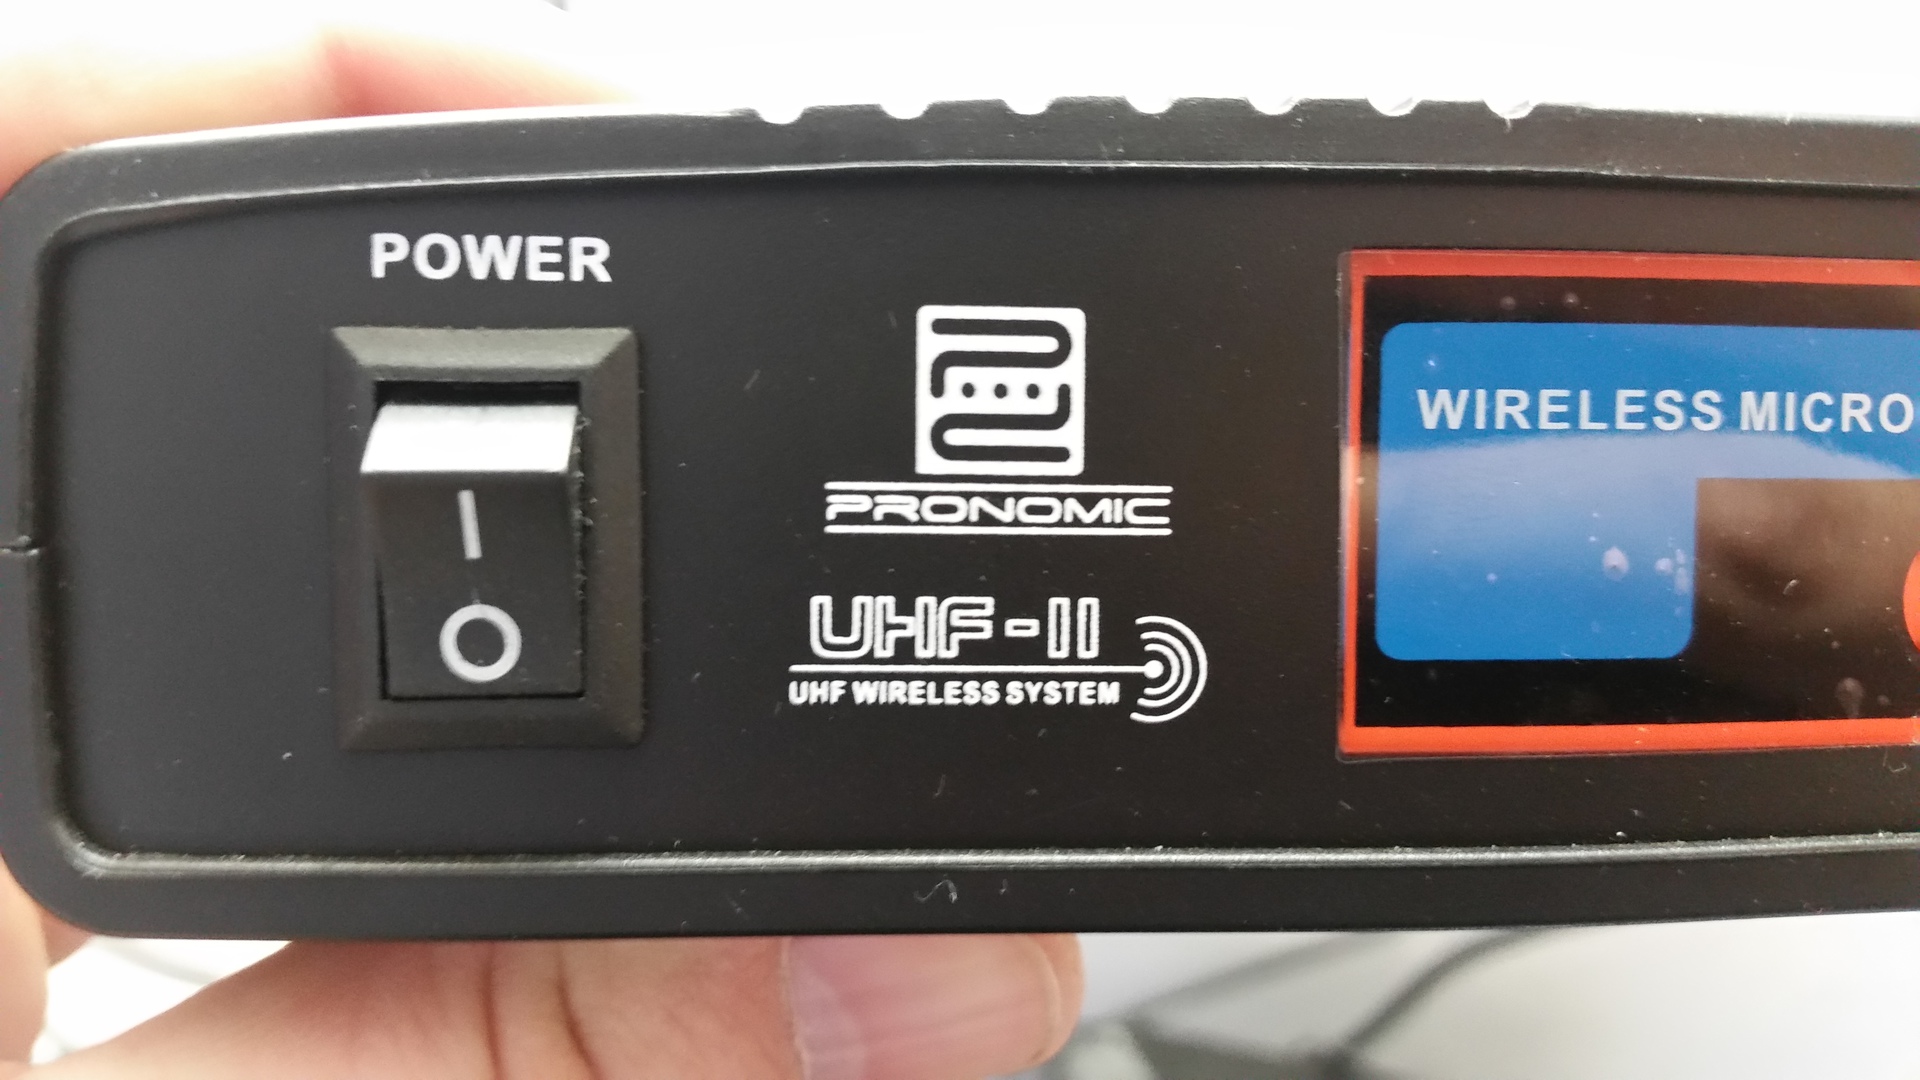 POWER
PRONOMIC
UHF-II
UHF WIRELESS SYSTEM
WIRELESS MICRO